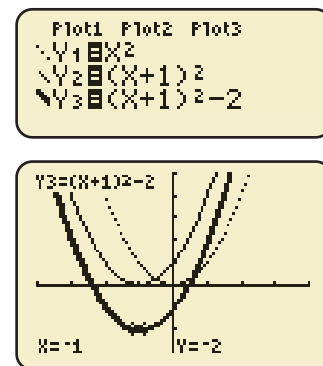 Plot1 Plot2 Plot3
\Y1=X²
\Y2=(X+1)²
\Y3=(X+1)²-2
Y3=(X+1)²-2
X=-1 Y=-2